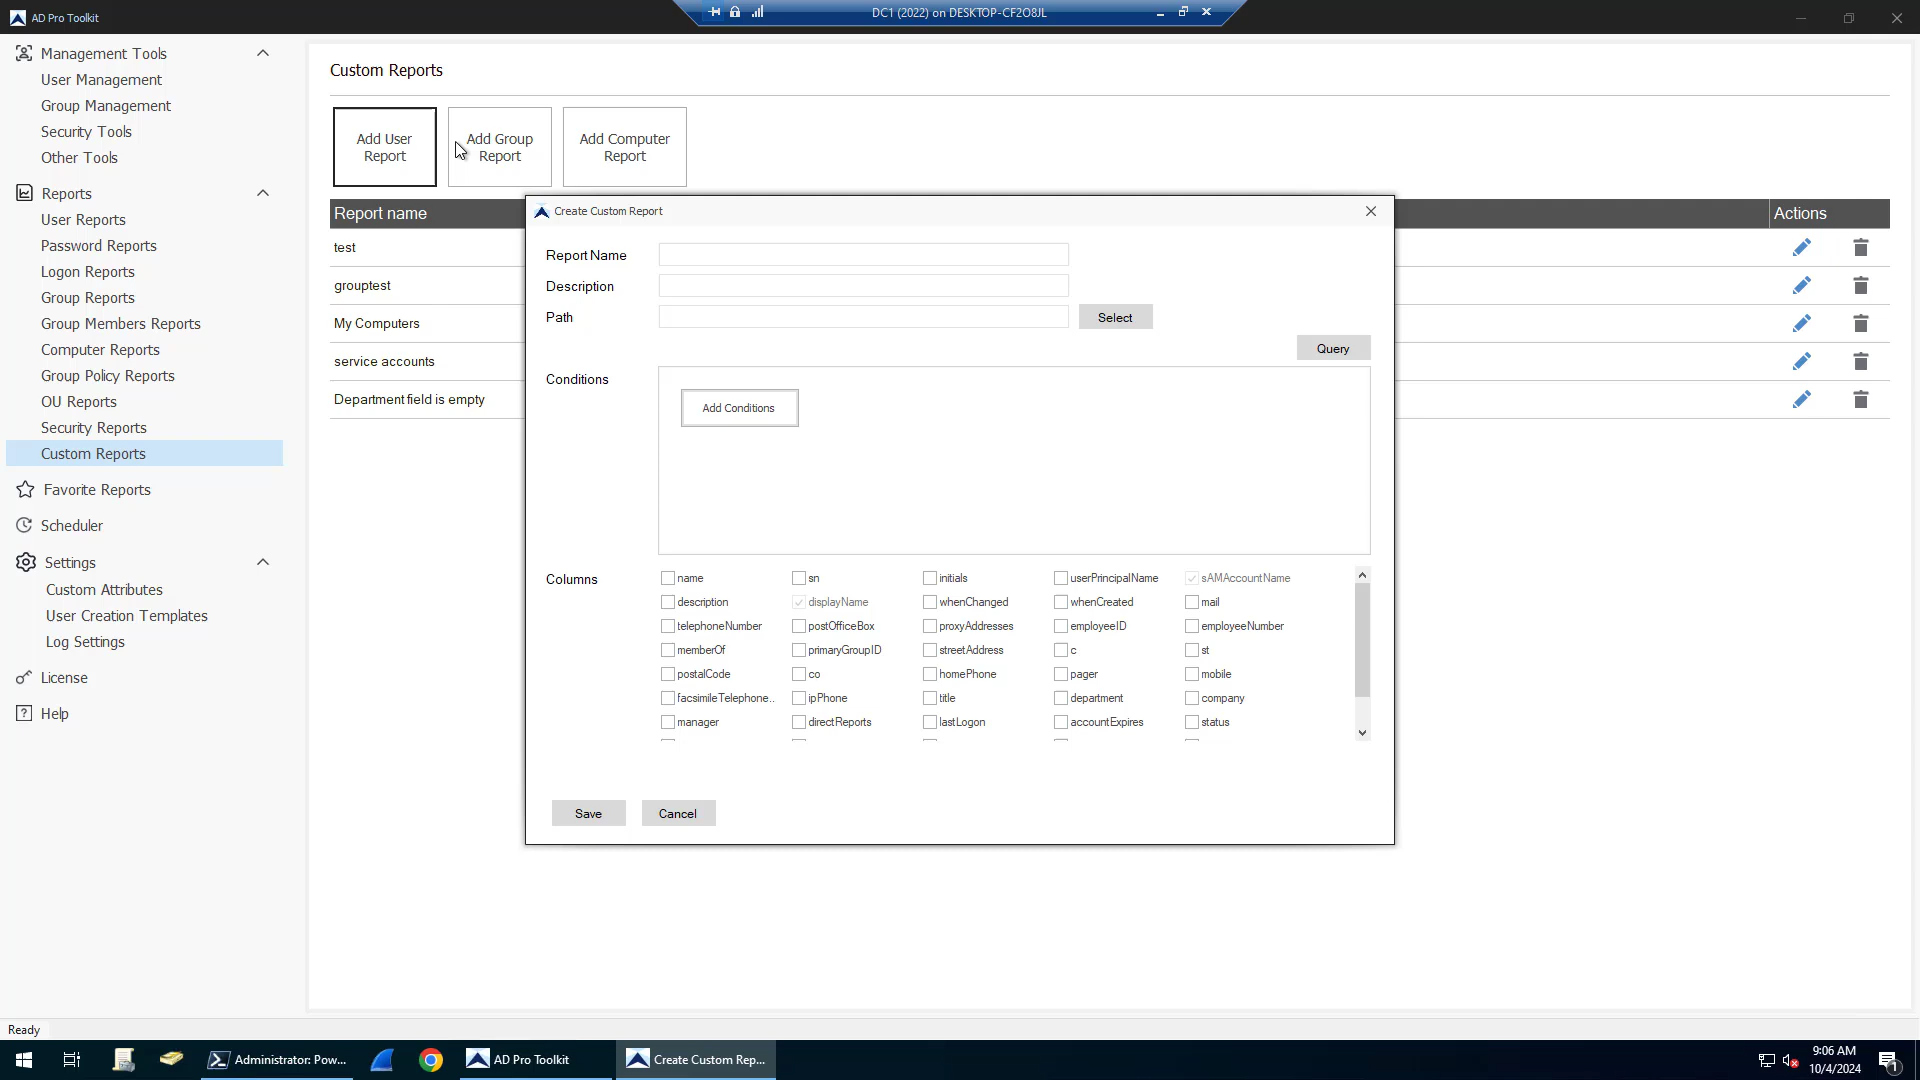 AD Pro Toolkit
DC1 (2022) on DESKTOP-CF2O8JL
Management Tools
User Management
Group Management
Security Tools
Other Tools
Reports
User Reports
Password Reports
Logon Reports
Group Reports
Group Members Reports
Computer Reports
Group Policy Reports
OU Reports
Security Reports
Custom Reports
Favorite Reports
Scheduler
Settings
Custom Attributes
User Creation Templates
Log Settings
License
Help
Custom Reports
Add User
Report
Add Group
Report
Add Computer
Report
Report name
Actions
test
grouptest
My Computers
service accounts
Department field is empty
Create Custom Report
Report Name
Description
Path
Select
Query
Conditions
Add Conditions
Columns
name sn initials userPrincipalName sAMAccountName
description displayName whenChanged whenCreated mail
telephoneNumber postOfficeBox proxyAddresses employeeID employeeNumber
memberOf primaryGroupID streetAddress c st
postalCode co homePhone pager mobile
facsimileTelephone.. ipPhone title department company
manager directReports lastLogon accountExpires status
Save
Cancel
Ready
Administrator: Pow...
AD Pro Toolkit
Create Custom Rep...
9:06 AM
10/4/2024
1